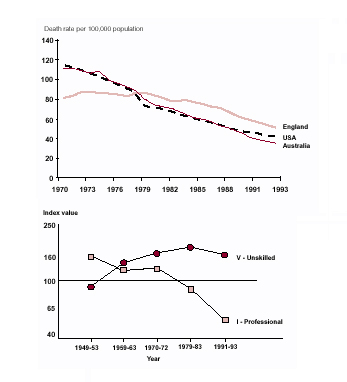 Death rate per 100,000 population
140
120
100
80
60
40
20
0
England
USA
Australia
1970 1973 1976 1979 1982 1985 1988 1991 1993
Index value
250
160
100
65
40
V - Unskilled
I - Professional
1949-53 1959-63 1970-72 1979-83 1991-93
Year